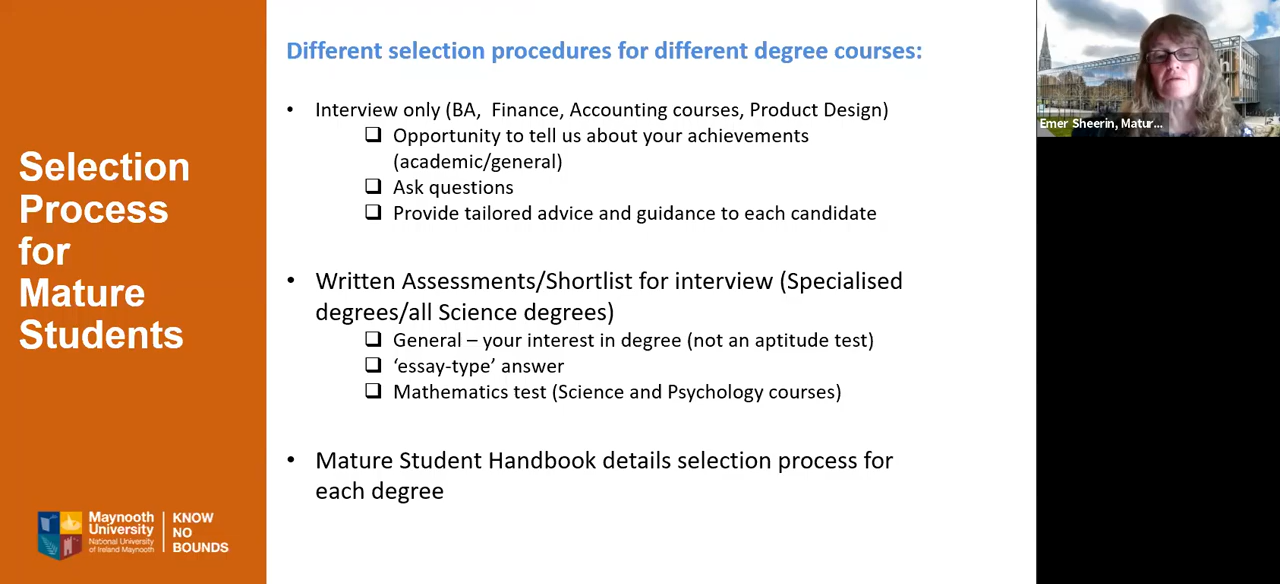 Selection
Process
for
Mature
Students
Different selection procedures for different degree courses:
• Interview only (BA, Finance, Accounting courses, Product Design)
❑ Opportunity to tell us about your achievements
(academic/general)
❑ Ask questions
❑ Provide tailored advice and guidance to each candidate
• Written Assessments/Shortlist for interview (Specialised
degrees/all Science degrees)
❑ General – your interest in degree (not an aptitude test)
❑ ‘essay-type’ answer
❑ Mathematics test (Science and Psychology courses)
• Mature Student Handbook details selection process for
each degree
Maynooth
University
National University
of Ireland Maynooth
KNOW
NO
BOUNDS
Emer Sheerin, Matur...